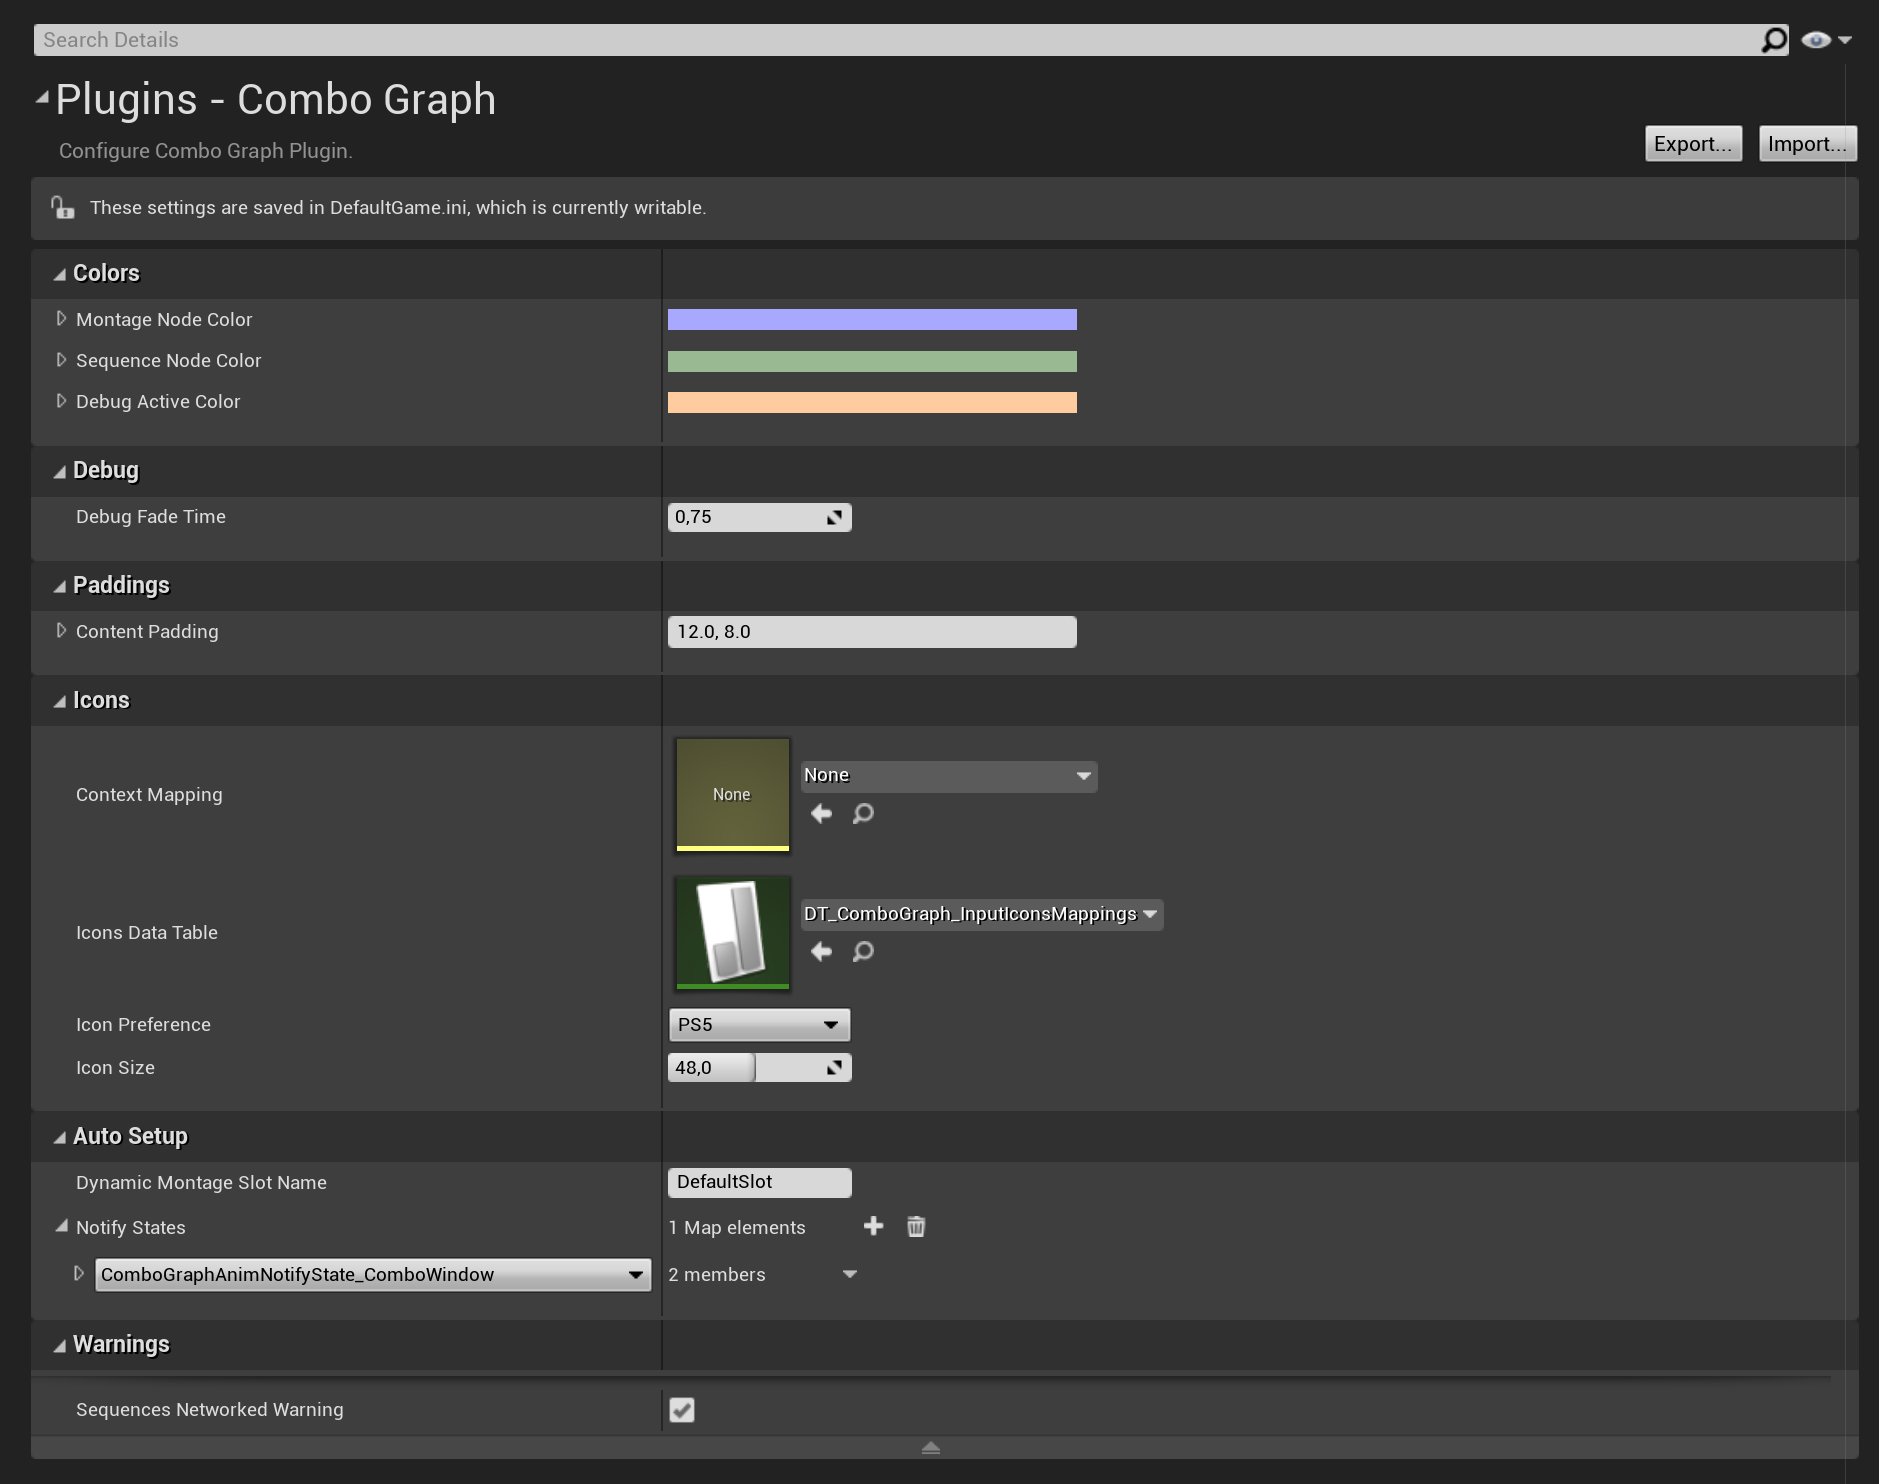 Search Details
Plugins - Combo Graph
Configure Combo Graph Plugin.
Export...
Import...
These settings are saved in DefaultGame.ini, which is currently writable.
Colors
Montage Node Color
Sequence Node Color
Debug Active Color
Debug
Debug Fade Time
0,75
Paddings
Content Padding
12.0, 8.0
Icons
Context Mapping
None
None
Icons Data Table
DT_ComboGraph_InputIconsMappings
Icon Preference
PS5
Icon Size
48,0
Auto Setup
Dynamic Montage Slot Name
DefaultSlot
Notify States
1 Map elements
ComboGraphAnimNotifyState_ComboWindow
2 members
Warnings
Sequences Networked Warning